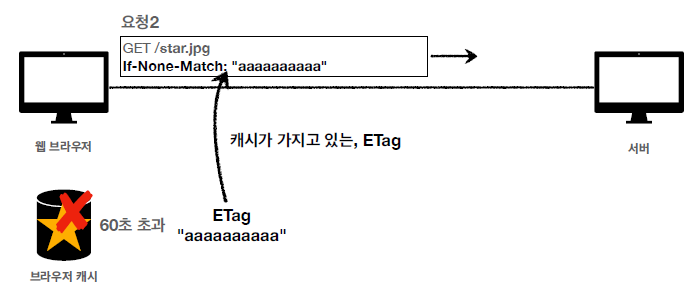 요청2
GET /star.jpg
If-None-Match: "aaaaaaaaaa"
웹 브라우저
캐시가 가지고 있는, ETag
서버
60초 초과
ETag
"aaaaaaaaaa"
브라우저 캐시